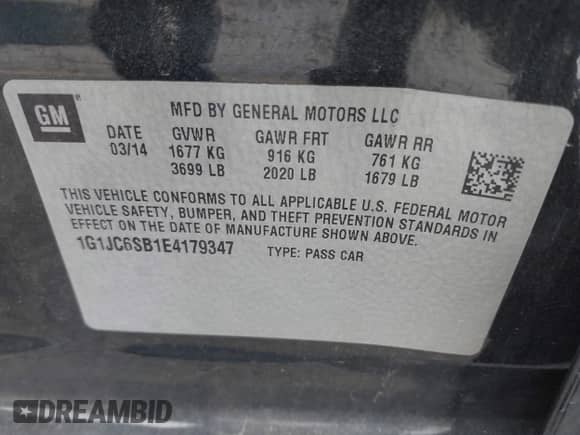 GM ®
MFD BY GENERAL MOTORS LLC
DATE GVWR GAWR FRT GAWR RR
03/14 1677 KG 916 KG 761 KG
3699 LB 2020 LB 1679 LB
THIS VEHICLE CONFORMS TO ALL APPLICABLE U.S. FEDERAL MOTOR
VEHICLE SAFETY, BUMPER, AND THEFT PREVENTION STANDARDS IN
EFFECT ON THE DATE OF MANUFACTURE SHOWN ABOVE.
1G1JC6SB1E4179347 TYPE: PASS CAR
DREAMBID